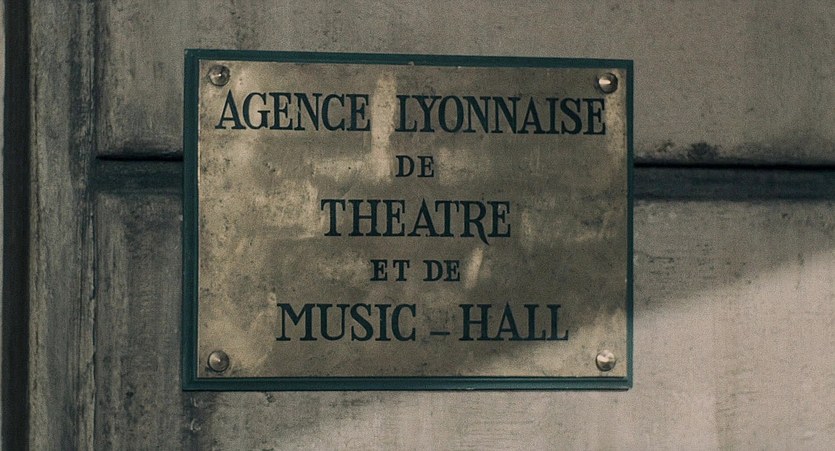 AGENCE LYONNAISE
DE
THEATRE
ET DE
MUSIC-HALL